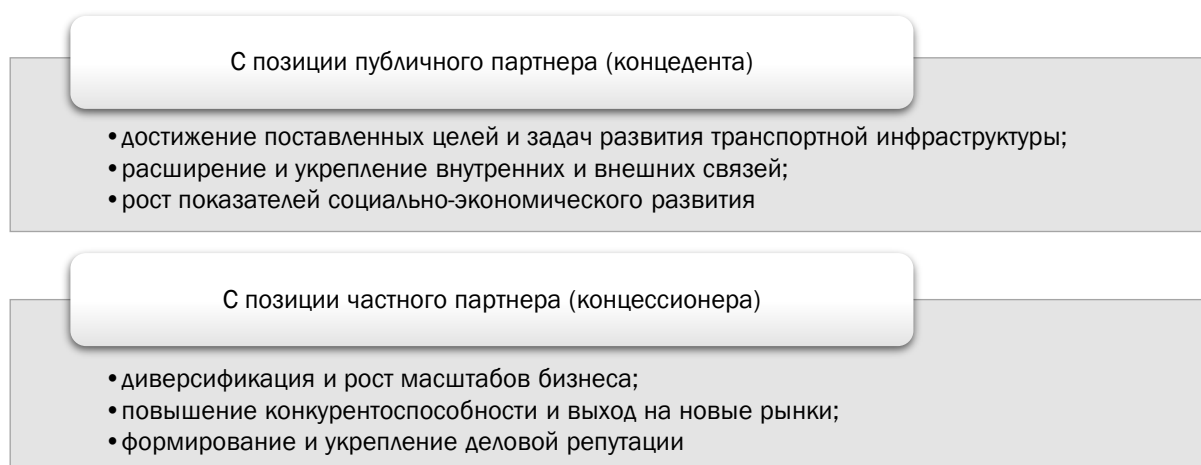 С позиции публичного партнера (концедента)
•достижение поставленных целей и задач развития транспортной инфраструктуры;
•расширение и укрепление внутренних и внешних связей;
•рост показателей социально-экономического развития
С позиции частного партнера (концессионера)
•диверсификация и рост масштабов бизнеса;
•повышение конкурентоспособности и выход на новые рынки;
•формирование и укрепление деловой репутации